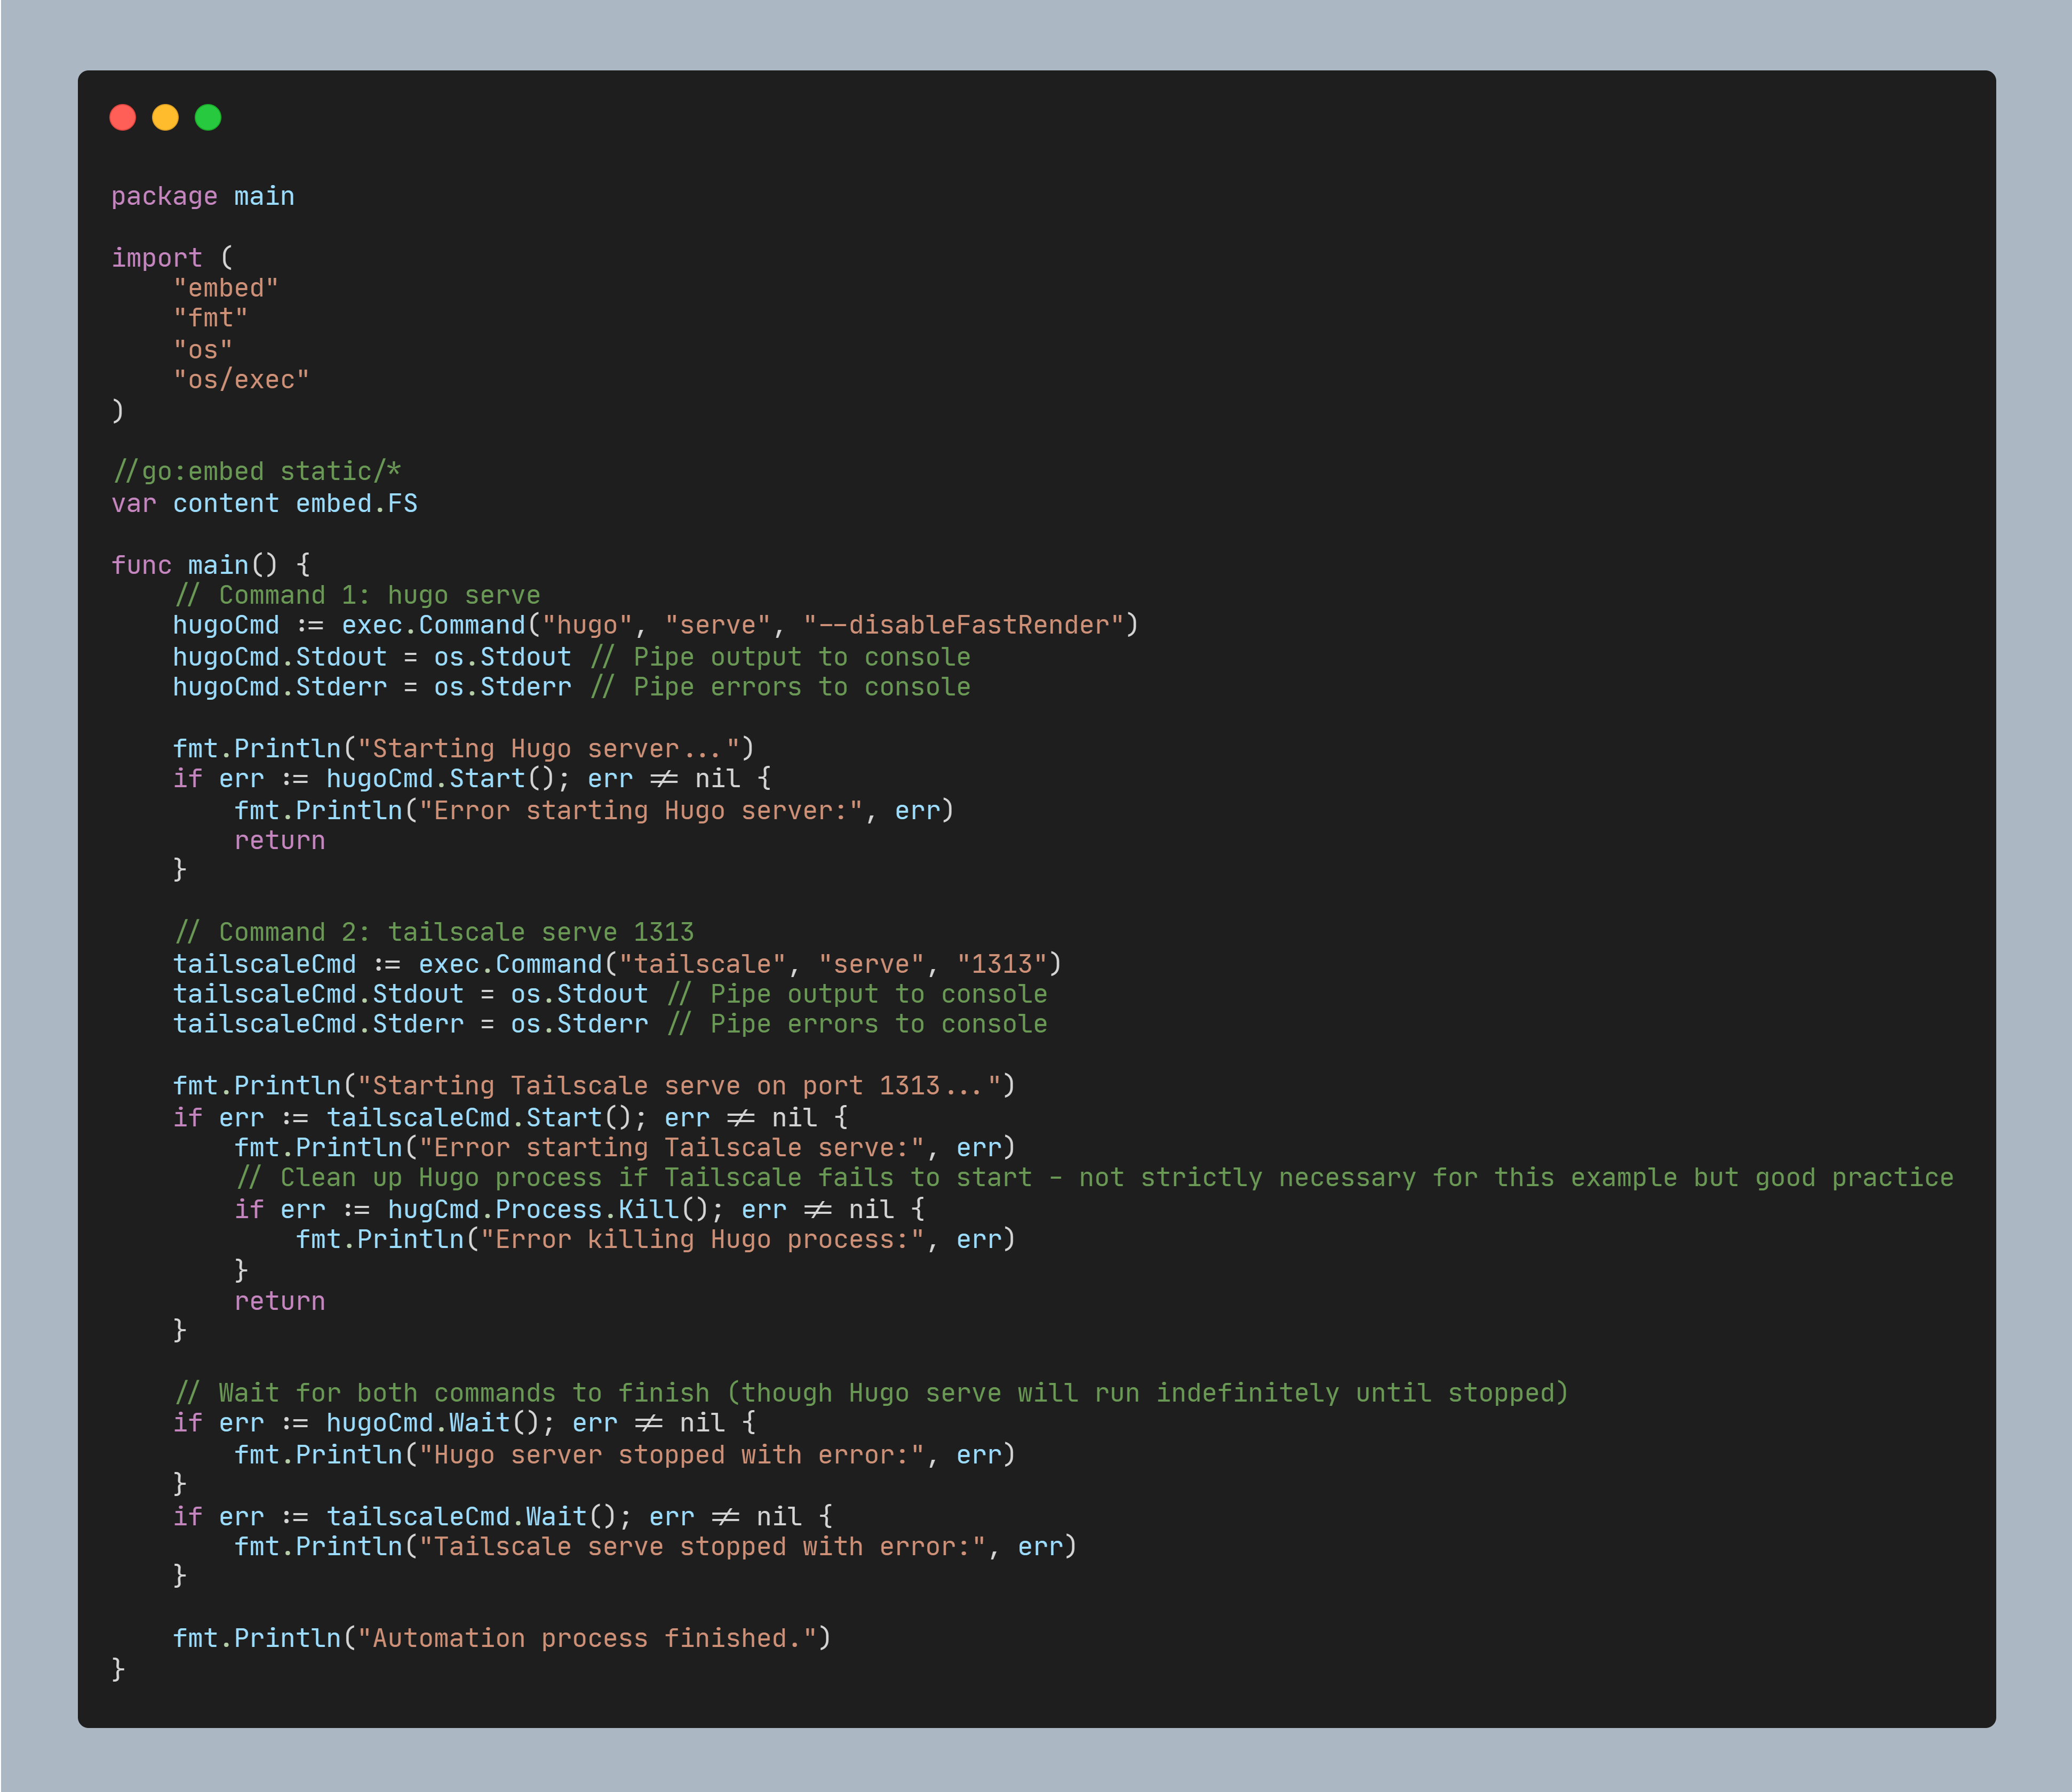 package main

import (
    "embed"
    "fmt"
    "os"
    "os/exec"
)

//go:embed static/*
var content embed.FS

func main() {
    // Command 1: hugo serve
    hugoCmd := exec.Command("hugo", "serve", "--disableFastRender")
    hugoCmd.Stdout = os.Stdout // Pipe output to console
    hugoCmd.Stderr = os.Stderr // Pipe errors to console

    fmt.Println("Starting Hugo server...")
    if err := hugoCmd.Start(); err != nil {
        fmt.Println("Error starting Hugo server:", err)
        return
    }

    // Command 2: tailscale serve 1313
    tailscaleCmd := exec.Command("tailscale", "serve", "1313")
    tailscaleCmd.Stdout = os.Stdout // Pipe output to console
    tailscaleCmd.Stderr = os.Stderr // Pipe errors to console

    fmt.Println("Starting Tailscale serve on port 1313...")
    if err := tailscaleCmd.Start(); err != nil {
        fmt.Println("Error starting Tailscale serve:", err)
        // Clean up Hugo process if Tailscale fails to start - not strictly necessary for this example but good practice
        if err := hugCmd.Process.Kill(); err != nil {
            fmt.Println("Error killing Hugo process:", err)
        }
        return
    }

    // Wait for both commands to finish (though Hugo serve will run indefinitely until stopped)
    if err := hugoCmd.Wait(); err != nil {
        fmt.Println("Hugo server stopped with error:", err)
    }
    if err := tailscaleCmd.Wait(); err != nil {
        fmt.Println("Tailscale serve stopped with error:", err)
    }

    fmt.Println("Automation process finished.")
}